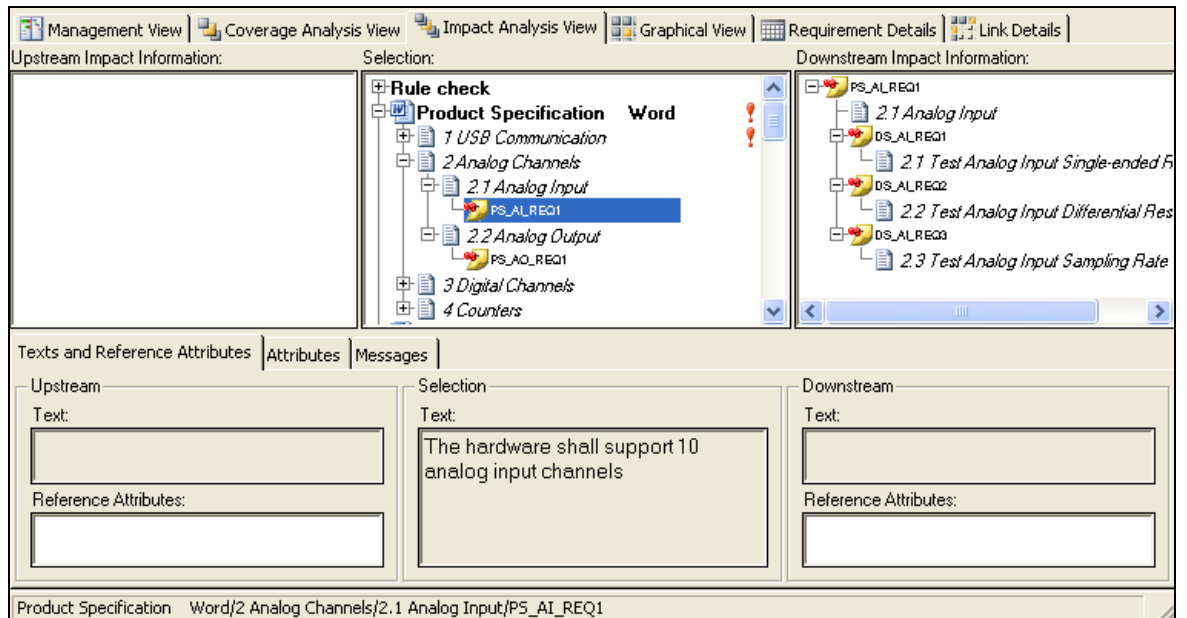 Management View Coverage Analysis View Impact Analysis View Graphical View Requirement Details Link Details
Upstream Impact Information: Selection: Downstream Impact Information:
Rule check
Product Specification Word
1 USB Communication
2 Analog Channels
2.1 Analog Input
PS_AI_REQ1
2.2 Analog Output
PS_AO_REQ1
3 Digital Channels
4 Counters
PS_AI_REQ1
2.1 Analog Input
DS_AI_REQ1
2.1 Test Analog Input Single-ended R
DS_AI_REQ2
2.2 Test Analog Input Differential Res
DS_AI_REQ3
2.3 Test Analog Input Sampling Rate
Texts and Reference Attributes Attributes Messages
Upstream
Text:
Reference Attributes:
Selection
Text:
The hardware shall support 10
analog input channels
Downstream
Text:
Reference Attributes:
Product Specification Word/2 Analog Channels/2.1 Analog Input/PS_AI_REQ1